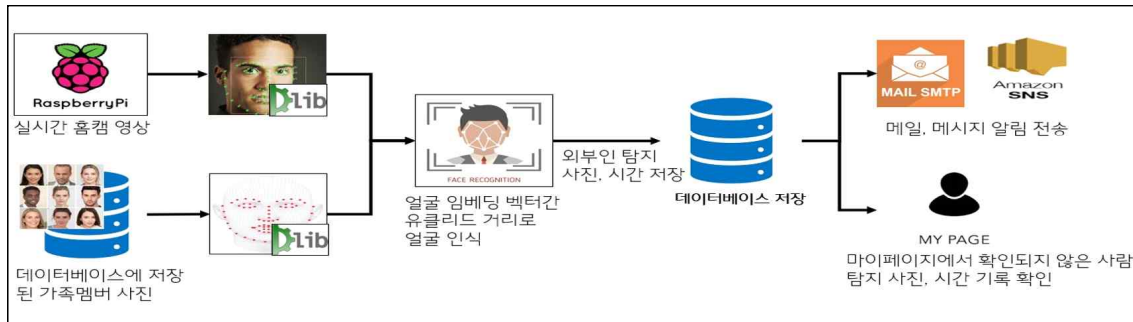 RaspberryPi
실시간 홈캠 영상
Dlib
데이터베이스에 저장
된 가족멤버 사진
Dlib
FACE RECOGNITION
얼굴 임베딩 벡터간
유클리드 거리로
얼굴 인식
외부인 탐지
사진, 시간 저장
데이터베이스 저장
@
MAIL SMTP
Amazon
SNS
메일, 메시지 알림 전송
MY PAGE
마이페이지에서 확인되지 않은 사람
탐지 사진, 시간 기록 확인